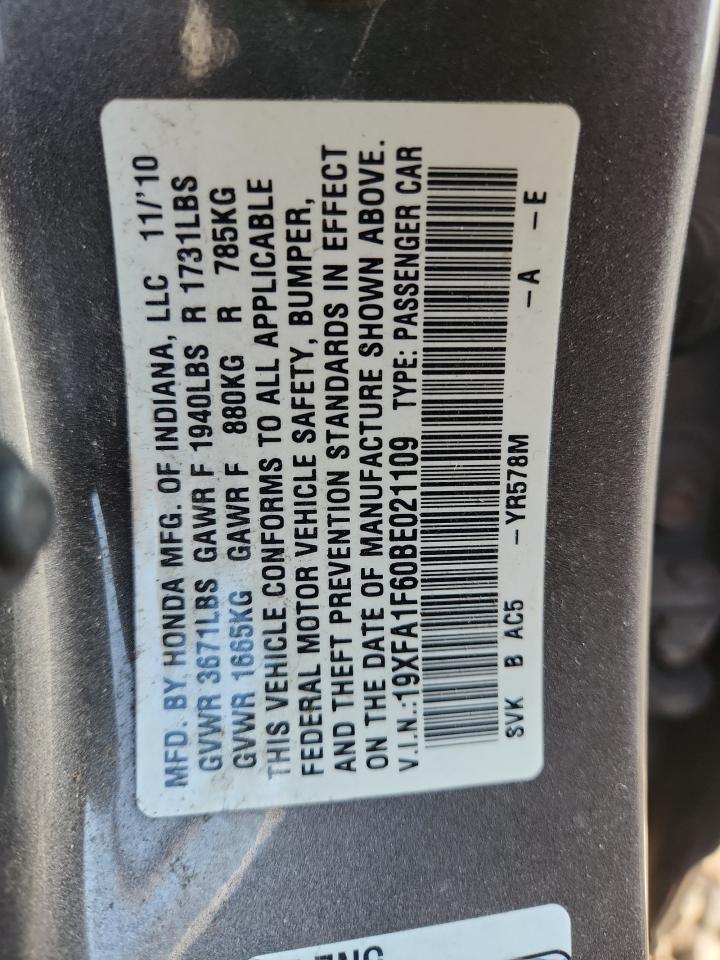 MFD. BY HONDA MFG. OF INDIANA, LLC 11/'10
GVWR 3671LBS GAWR F 1940LBS R 1731LBS
GVWR 1665KG GAWR F 880KG R 785KG
THIS VEHICLE CONFORMS TO ALL APPLICABLE
FEDERAL MOTOR VEHICLE SAFETY, BUMPER,
AND THEFT PREVENTION STANDARDS IN EFFECT
ON THE DATE OF MANUFACTURE SHOWN ABOVE.
V.I.N.:19XFA1F60BE021109 TYPE: PASSENGER CAR
SVK B AC5 -YR578M -A -E